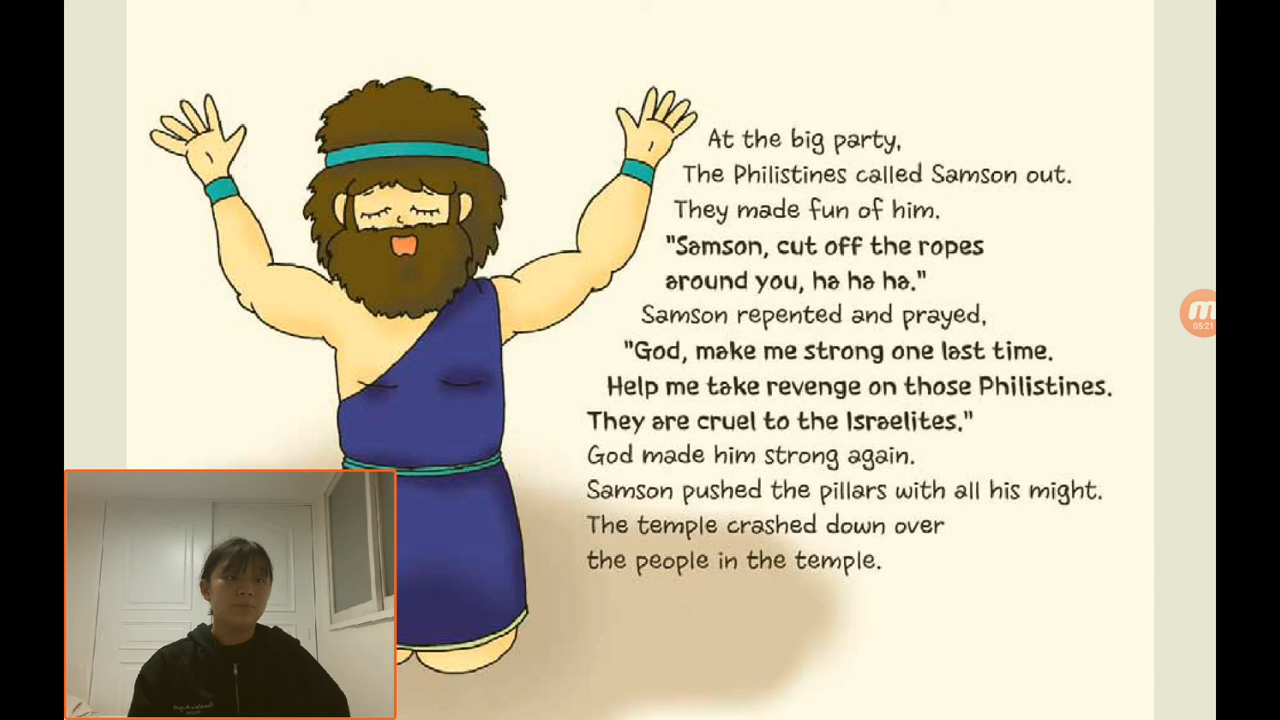 At the big party,
The Philistines called Samson out.
They made fun of him.
"Samson, cut off the ropes
around you, ha ha ha."
Samson repented and prayed,
"God, make me strong one last time.
Help me take revenge on those Philistines.
They are cruel to the Israelites."
God made him strong again.
Samson pushed the pillars with all his might.
The temple crashed down over
the people in the temple.
05:21